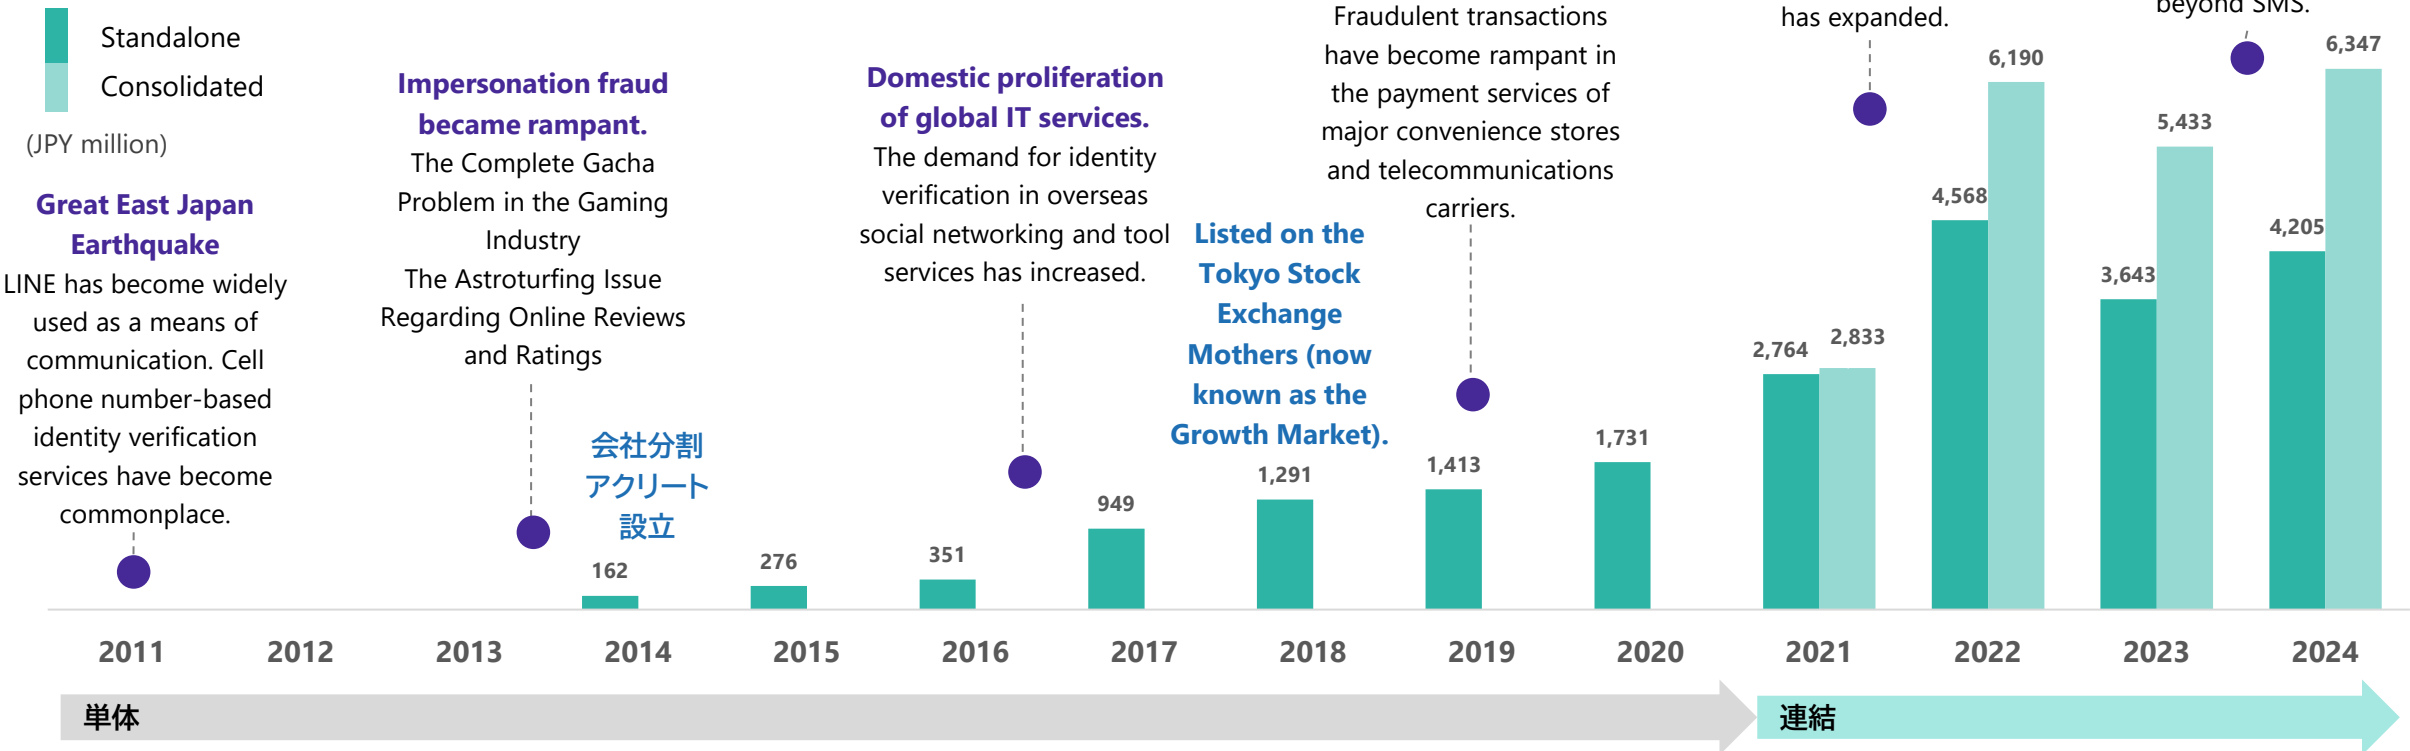 Standalone
Consolidated
(JPY million)
Great East Japan
Earthquake
LINE has become widely
used as a means of
communication. Cell
phone number-based
identity verification
services have become
commonplace.
Impersonation fraud
became rampant.
The Complete Gacha
Problem in the Gaming
Industry
The Astroturfing Issue
Regarding Online Reviews
and Ratings
会社分割
アクリート
設立
Domestic proliferation
of global IT services.
The demand for identity
verification in overseas
social networking and tool
services has increased.
Listed on the
Tokyo Stock
Exchange
Mothers (now
known as the
Growth Market).
Fraudulent transactions
have become rampant in
the payment services of
major convenience stores
and telecommunications
carriers.
has expanded.
beyond SMS.
162
276
351
949
1,291
1,413
1,731
2,764
2,833
4,568
6,190
3,643
5,433
4,205
6,347
2011
2012
2013
2014
2015
2016
2017
2018
2019
2020
2021
2022
2023
2024
単体
連結